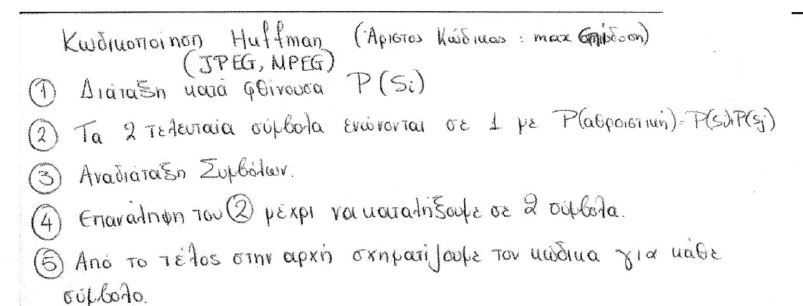 Κωδικοποίηση Huffman (Άριστος Κώδικας : max επίδοση)
(JPEG, MPEG)
① Διάταξη κατά φθίνουσα P(Si)
② Τα 2 τελευταία σύμβολα ενώνονται σε 1 με P(αθροιστική)=P(si)+P(sj)
③ Αναδιάταξη Συμβόλων.
④ Επανάληψη του ② μέχρι να καταλήξουμε σε 2 σύμβολα.
⑤ Από το τέλος στην αρχή σχηματίζουμε τον κώδικα για κάθε
σύμβολο.